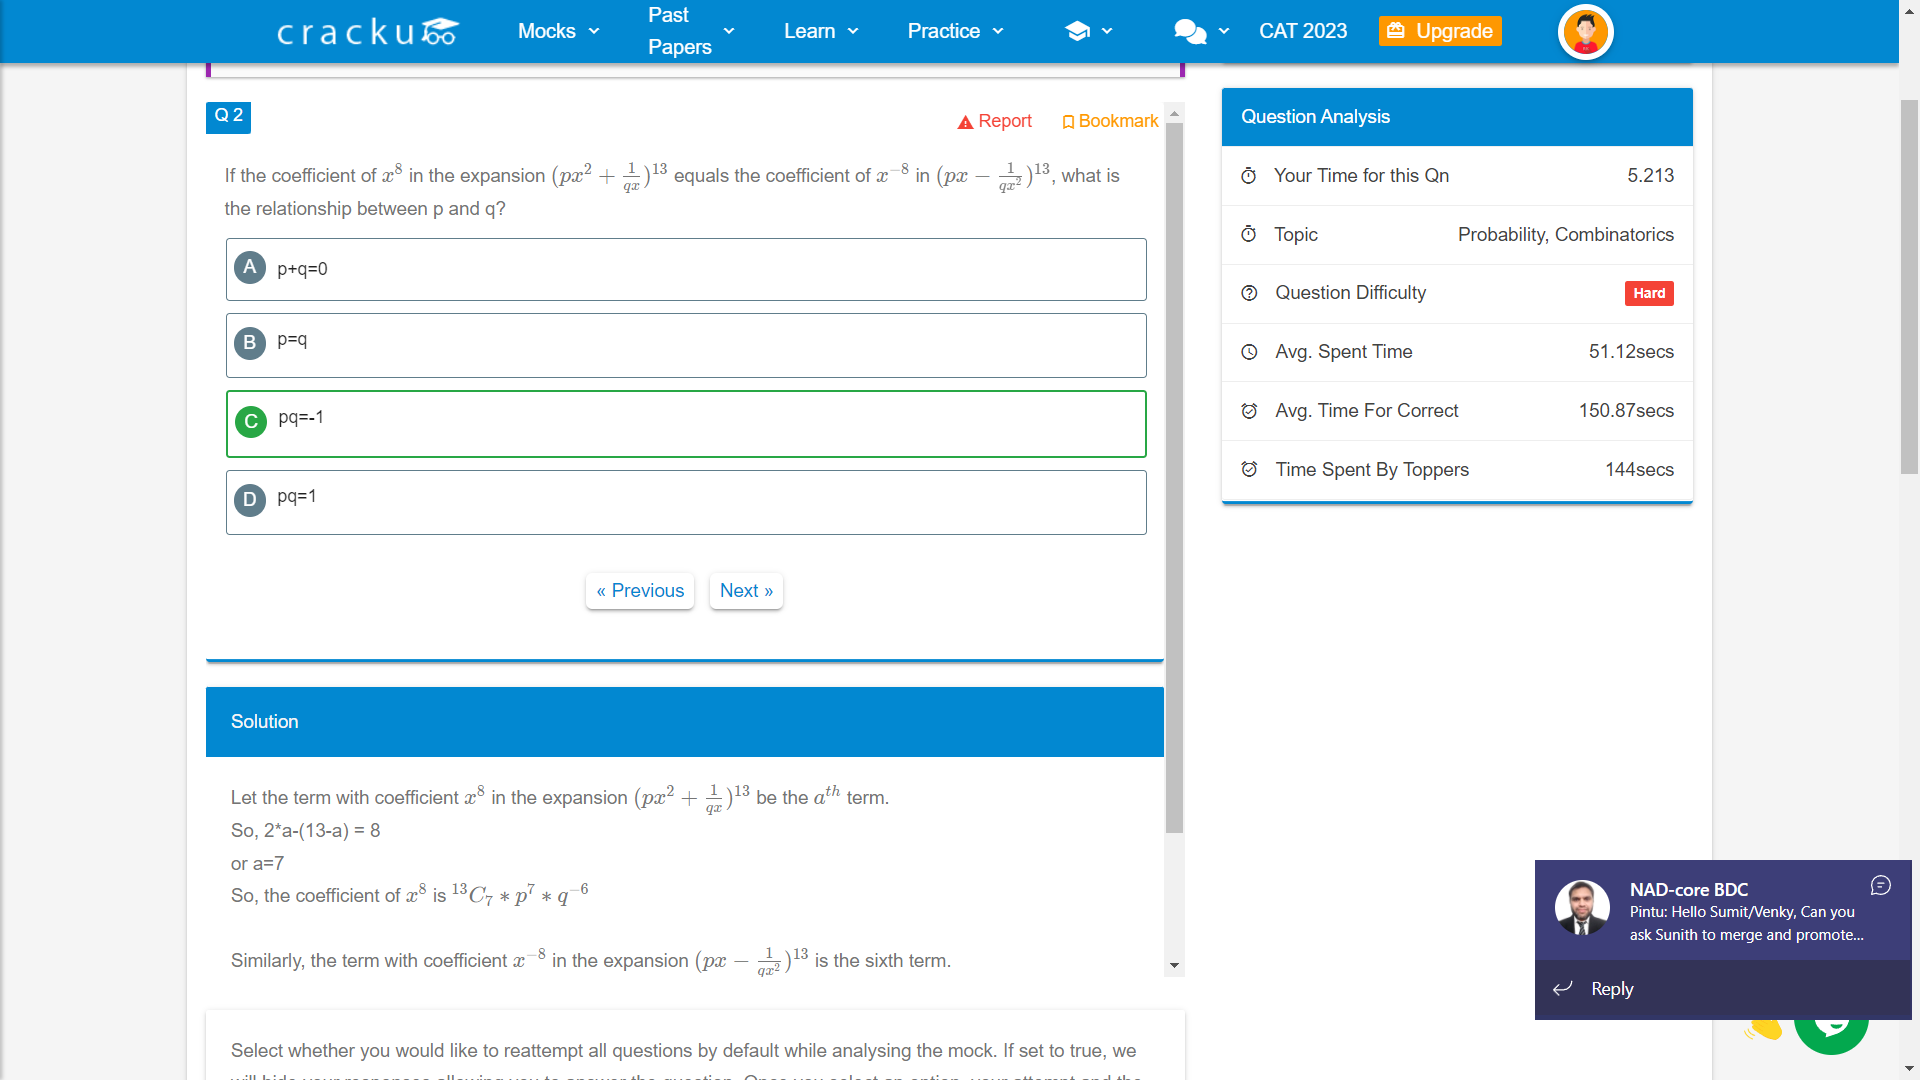 cracku
Mocks
Past Papers
Learn
Practice
CAT 2023
Upgrade
Q 2
Report
Bookmark
If the coefficient of x^8 in the expansion (px^2 + 1/qx)^13 equals the coefficient of x^-8 in (px − 1/qx^2)^13, what is
the relationship between p and q?
A p+q=0
B p=q
C pq=-1
D pq=1
« Previous
Next »
Solution
Let the term with coefficient x^8 in the expansion (px^2 + 1/qx)^13 be the a^th term.
So, 2*a-(13-a) = 8
or a=7
So, the coefficient of x^8 is ^13C_7 * p^7 * q^-6
Similarly, the term with coefficient x^-8 in the expansion (px − 1/qx^2)^13 is the sixth term.
Select whether you would like to reattempt all questions by default while analysing the mock. If set to true, we
Question Analysis
Your Time for this Qn 5.213
Topic Probability, Combinatorics
Question Difficulty Hard
Avg. Spent Time 51.12secs
Avg. Time For Correct 150.87secs
Time Spent By Toppers 144secs
NAD-core BDC
Pintu: Hello Sumit/Venky, Can you
ask Sunith to merge and promote...
Reply